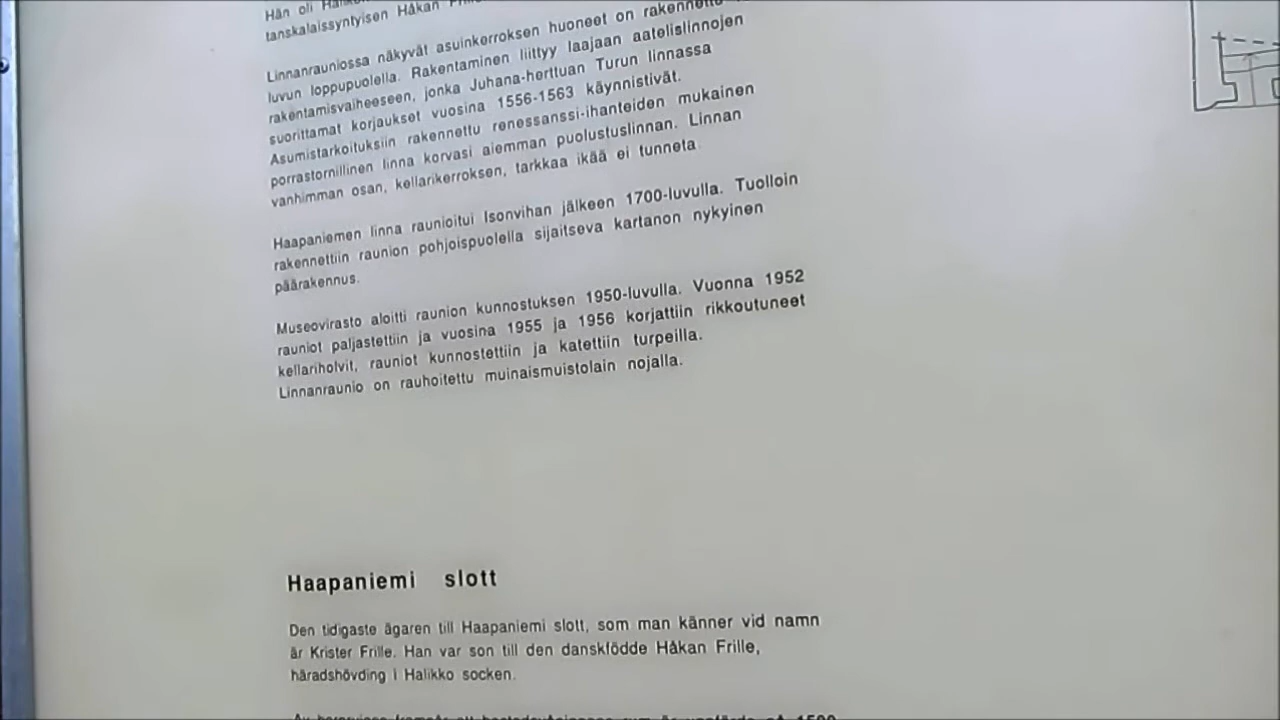 Hän oli
tanskalaissyntyisen Håkan
Linnanrauniossa näkyvät asuinkerroksen huoneet on rakennettu
luvun loppupuolella. Rakentaminen liittyy laajaan aatelislinnojen
rakentamisvaiheeseen, jonka Juhana-herttuan Turun linnassa
suorittamat korjaukset vuosina 1556-1563 käynnistivät.
Asumistarkoituksiin rakennettu renessanssi-ihanteiden mukainen
porrastornillinen linna korvasi aiemman puolustuslinnan. Linnan
vanhimman osan, kellarikerroksen, tarkkaa ikää ei tunneta.
Haapaniemen linna raunioitui Isonvihan jälkeen 1700-luvulla. Tuolloin
rakennettiin raunion pohjoispuolella sijaitseva kartanon nykyinen
päärakennus.
Museovirasto aloitti raunion kunnostuksen 1950-luvulla. Vuonna 1952
rauniot paljastettiin ja vuosina 1955 ja 1956 korjattiin rikkoutuneet
kellariholvit, rauniot kunnostettiin ja katettiin turpeilla.
Linnanraunio on rauhoitettu muinaismuistolain nojalla.
Haapaniemi slott
Den tidigaste ägaren till Haapaniemi slott, som man känner vid namn
är Krister Frille. Han var son till den danskfödde Håkan Frille,
häradshövding i Halikko socken.